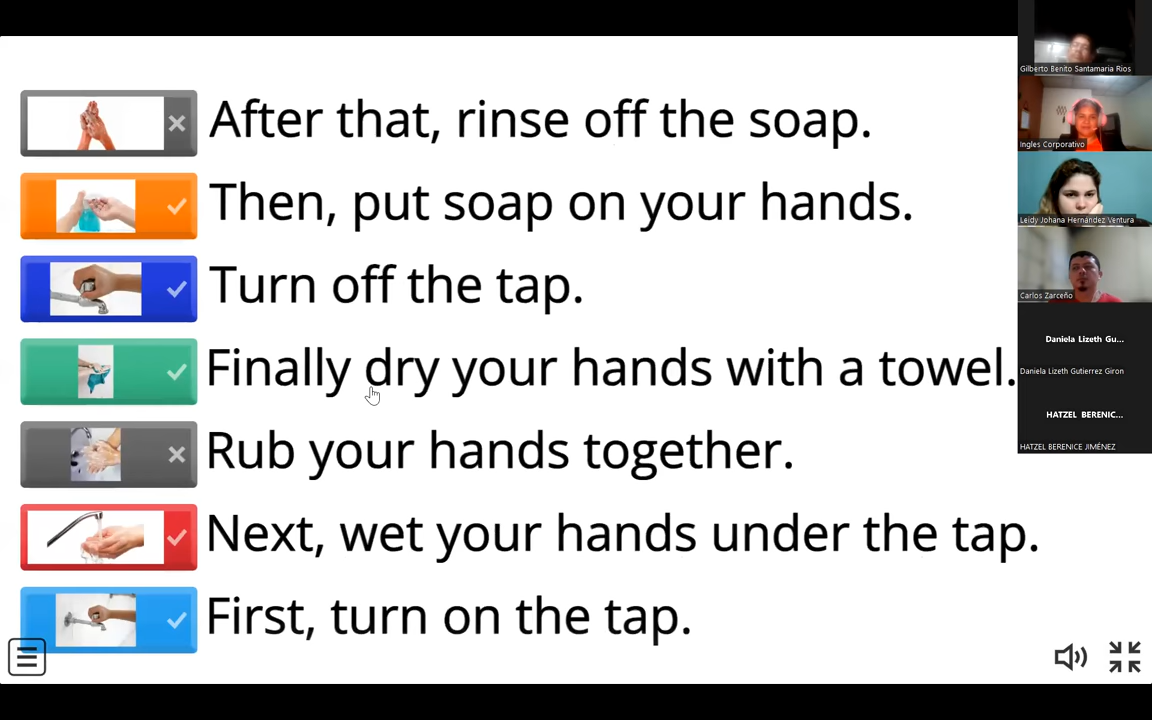 After that, rinse off the soap.
Then, put soap on your hands.
Turn off the tap.
Finally dry your hands with a towel.
Rub your hands together.
Next, wet your hands under the tap.
First, turn on the tap.
Gilberto Benito Santamaria Rios
Ingles Corporativo
Leidy Johana Hernandez Ventura
Carlos Zarceño
Daniela Lizeth Gu...
Daniela Lizeth Gutierrez Giron
HATZEL BERENIC...
HATZEL BERENICE JIMÉNEZ